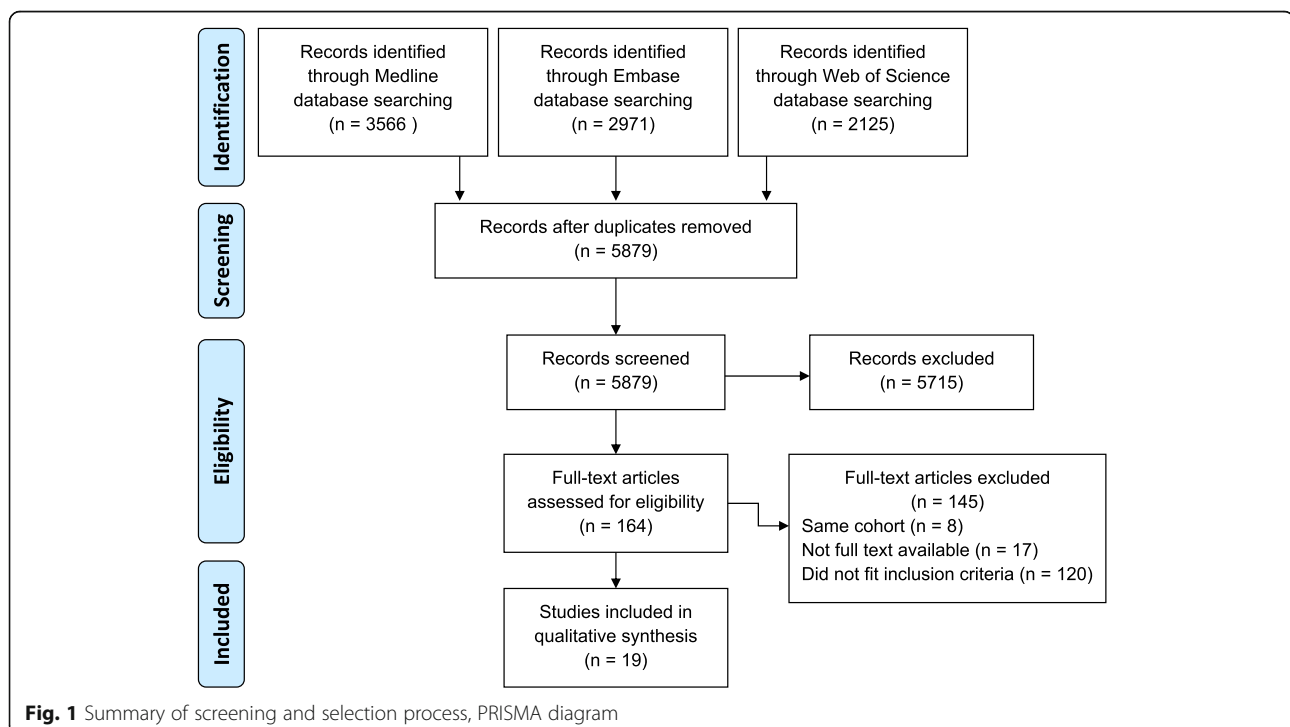 Identification
Records identified
through Medline
database searching
(n = 3566 )
Records identified
through Embase
database searching
(n = 2971)
Records identified
through Web of Science
database searching
(n = 2125)
Screening
Records after duplicates removed
(n = 5879)
Eligibility
Records screened
(n = 5879)
Records excluded
(n = 5715)
Full-text articles
assessed for eligibility
(n = 164)
Full-text articles excluded
(n = 145)
Same cohort (n = 8)
Not full text available (n = 17)
Did not fit inclusion criteria (n = 120)
Included
Studies included in
qualitative synthesis
(n = 19)
Fig. 1 Summary of screening and selection process, PRISMA diagram